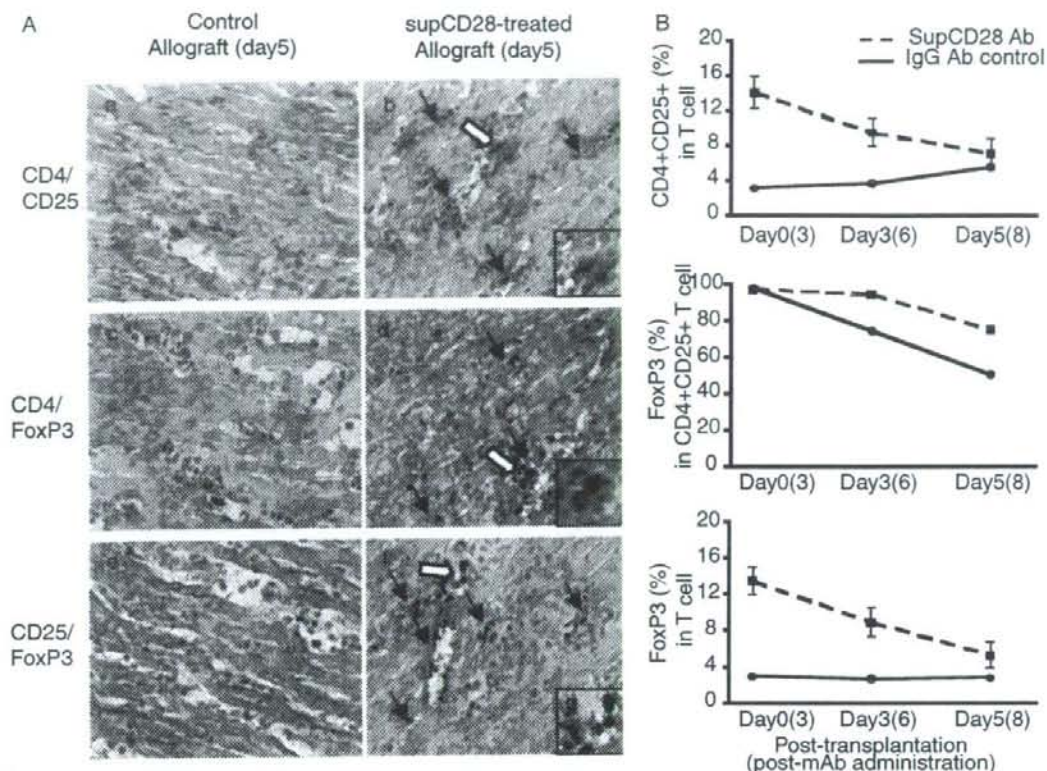 A
Control
Allograft (day5)
supCD28-treated
Allograft (day5)
CD4/
CD25
a
b
CD4/
FoxP3
CD25/
FoxP3
B
SupCD28 Ab
IgG Ab control
CD4+CD25+ (%)
in T cell
20
16
12
8
4
0
Day0(3) Day3(6) Day5(8)
FoxP3 (%)
in CD4+CD25+ T cell
100
80
60
40
20
0
Day0(3) Day3(6) Day5(8)
FoxP3 (%)
in T cell
20
16
12
8
4
0
Day0(3) Day3(6) Day5(8)
Post-transplantation
(post-mAb administration)